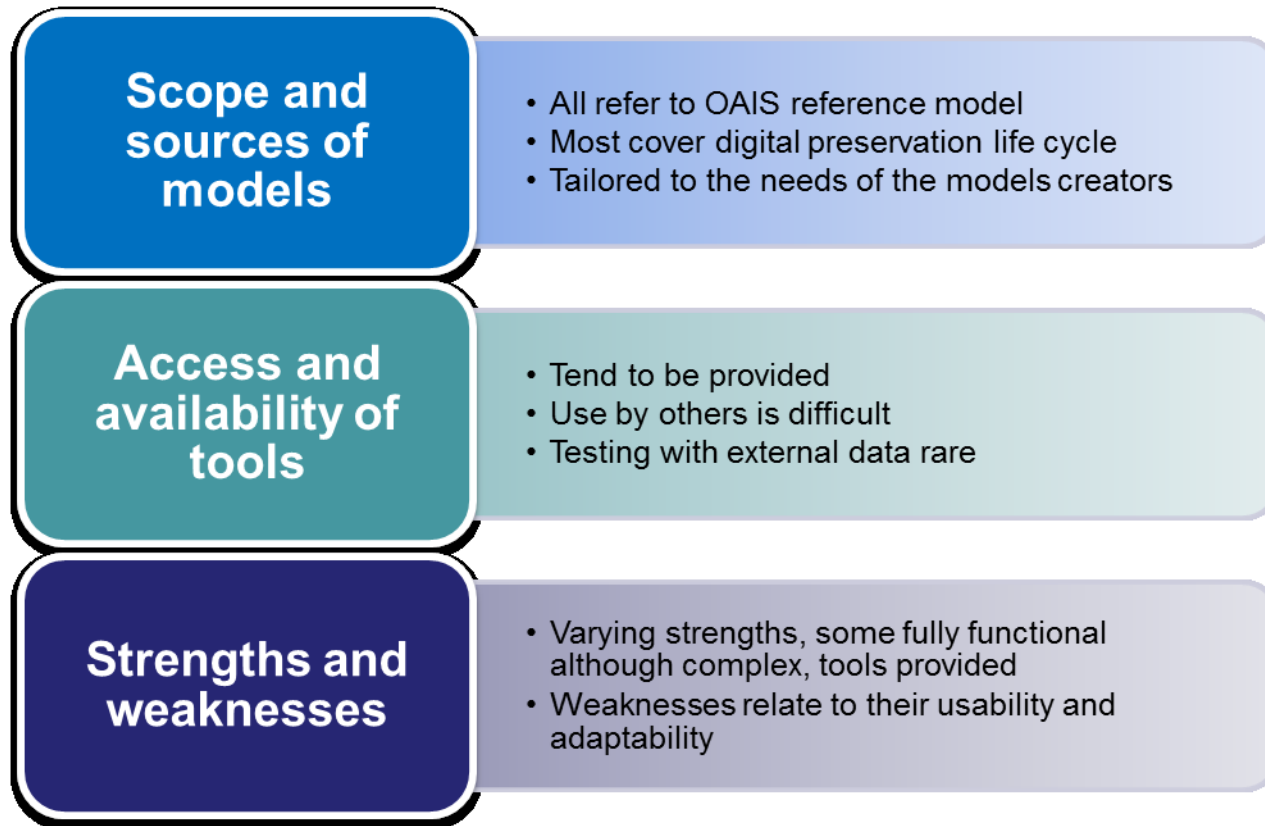 Scope and
sources of
models
• All refer to OAIS reference model
• Most cover digital preservation life cycle
• Tailored to the needs of the models creators
Access and
availability of
tools
• Tend to be provided
• Use by others is difficult
• Testing with external data rare
Strengths and
weaknesses
• Varying strengths, some fully functional
although complex, tools provided
• Weaknesses relate to their usability and
adaptability